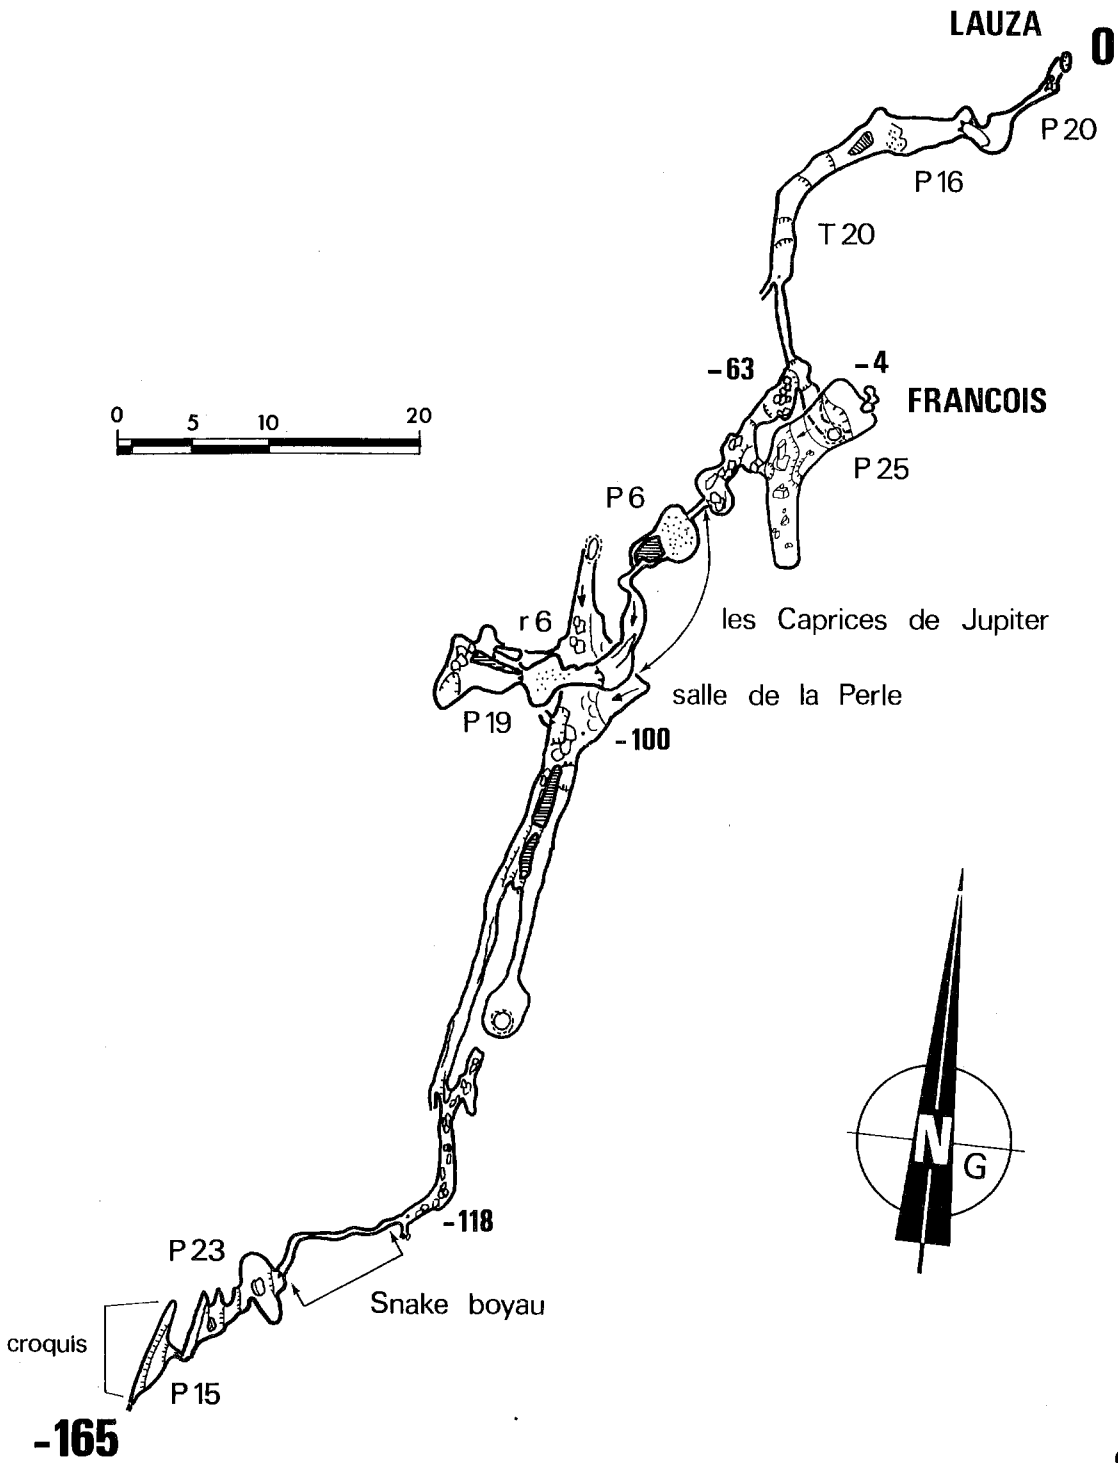 LAUZA
0
P 20
P 16
T 20
-63
-4
FRANCOIS
0 5 10 20
P 25
P 6
les Caprices de Jupiter
r 6
salle de la Perle
P 19
-100
N
G
-118
P 23
Snake boyau
croquis
P 15
-165